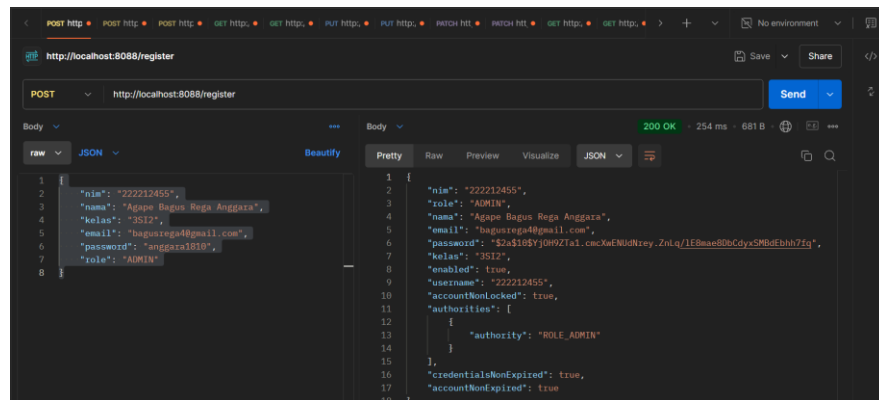 POST http POST http POST http GET http:, GET http:, PUT http:, PUT http:, PATCH htt, PATCH htt, GET http:, GET http:, No environment
HTTP http://localhost:8088/register Save Share
POST http://localhost:8088/register Send
Body Body 200 OK 254 ms 681 B
raw JSON Beautify Pretty Raw Preview Visualize JSON
1 {
2 "nim": "222212455",
3 "nama": "Agape Bagus Rega Anggara",
4 "kelas": "3SI2",
5 "email": "bagusrega4@gmail.com",
6 "password": "anggara1810",
7 "role": "ADMIN"
8 }
1 {
2 "nim": "222212455",
3 "role": "ADMIN",
4 "nama": "Agape Bagus Rega Anggara",
5 "email": "bagusrega4@gmail.com",
6 "password": "$2a$10$YjOH9ZTa1.cmcXwENUdNrey.ZnLq/lE8mae8DbCdyxSMBdEbhh7fq",
7 "kelas": "3SI2",
8 "enabled": true,
9 "username": "222212455",
10 "accountNonLocked": true,
11 "authorities": [
12 {
13 "authority": "ROLE_ADMIN"
14 }
15 ],
16 "credentialsNonExpired": true,
17 "accountNonExpired": true